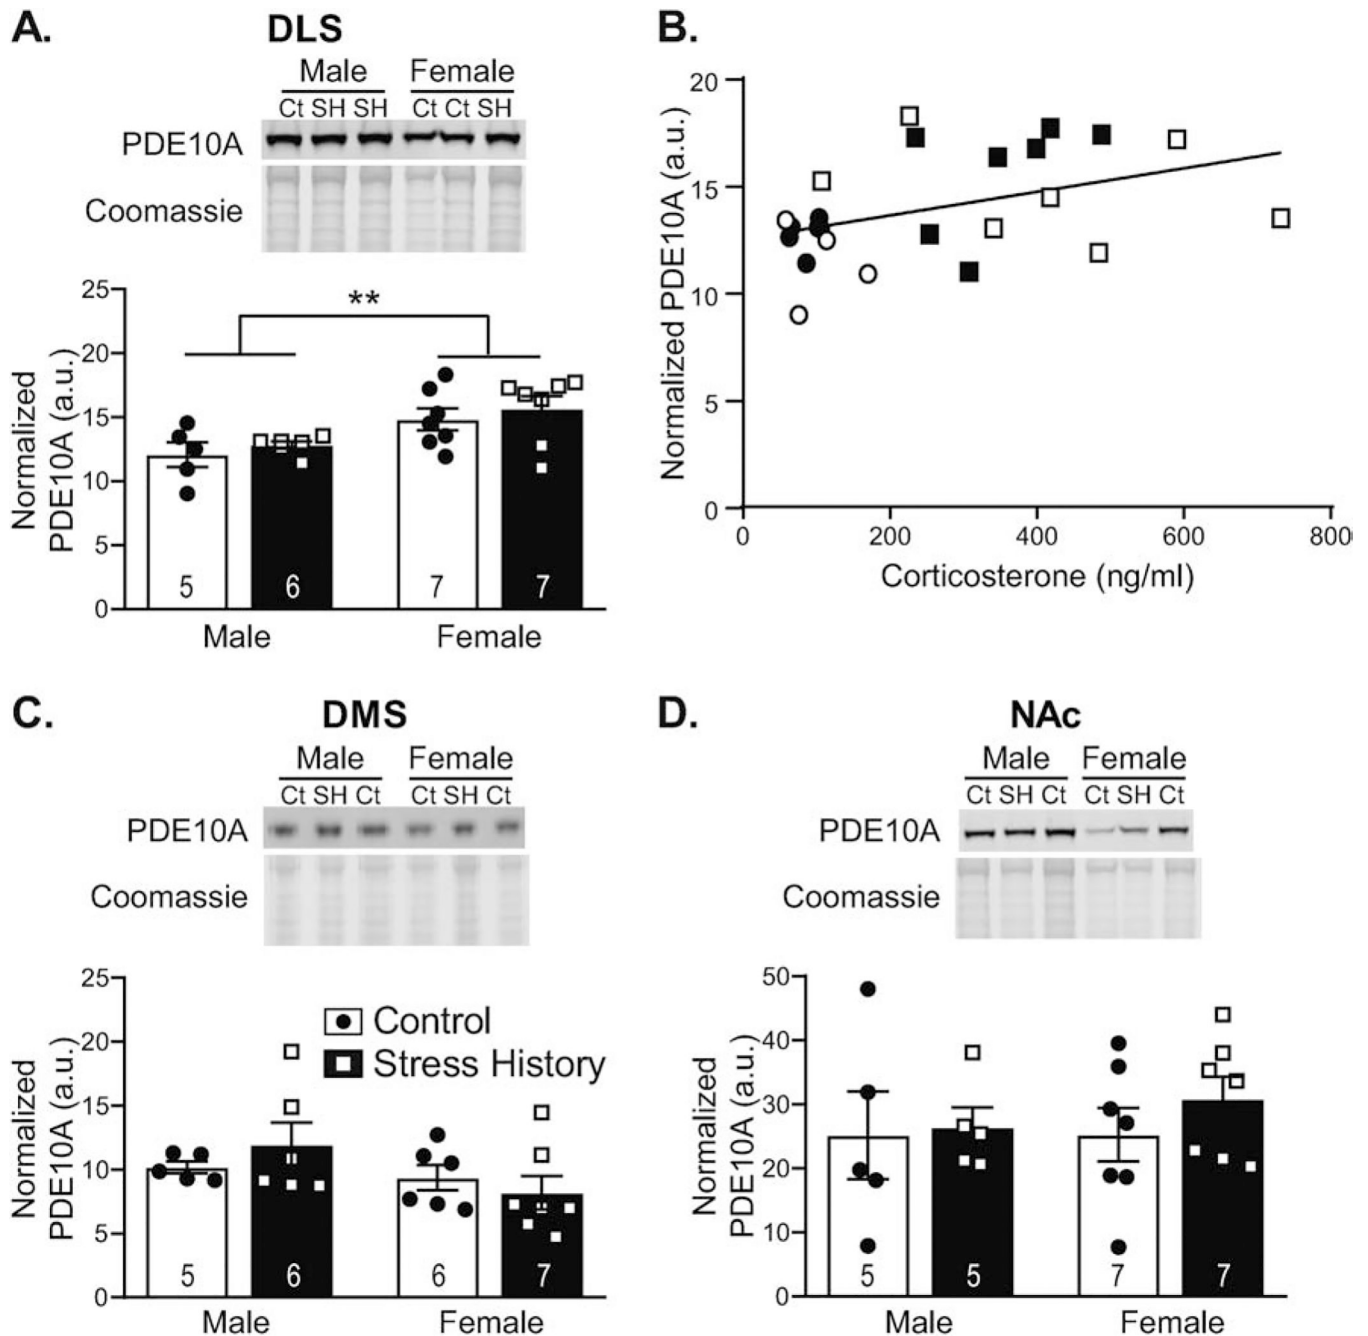 A.
DLS
Male Female
Ct SH SH Ct Ct SH
PDE10A
Coomassie
**
Normalized
PDE10A (a.u.)
25
20
15
10
5
0
5 6 7 7
Male Female
B.
Normalized PDE10A (a.u.)
20
15
10
5
0
0 200 400 600 800
Corticosterone (ng/ml)
C.
DMS
Male Female
Ct SH Ct Ct SH Ct
PDE10A
Coomassie
Normalized
PDE10A (a.u.)
25
20
15
10
5
0
Control
Stress History
5 6 6 7
Male Female
D.
NAc
Male Female
Ct SH Ct Ct SH Ct
PDE10A
Coomassie
Normalized
PDE10A (a.u.)
50
40
30
20
10
0
5 5 7 7
Male Female